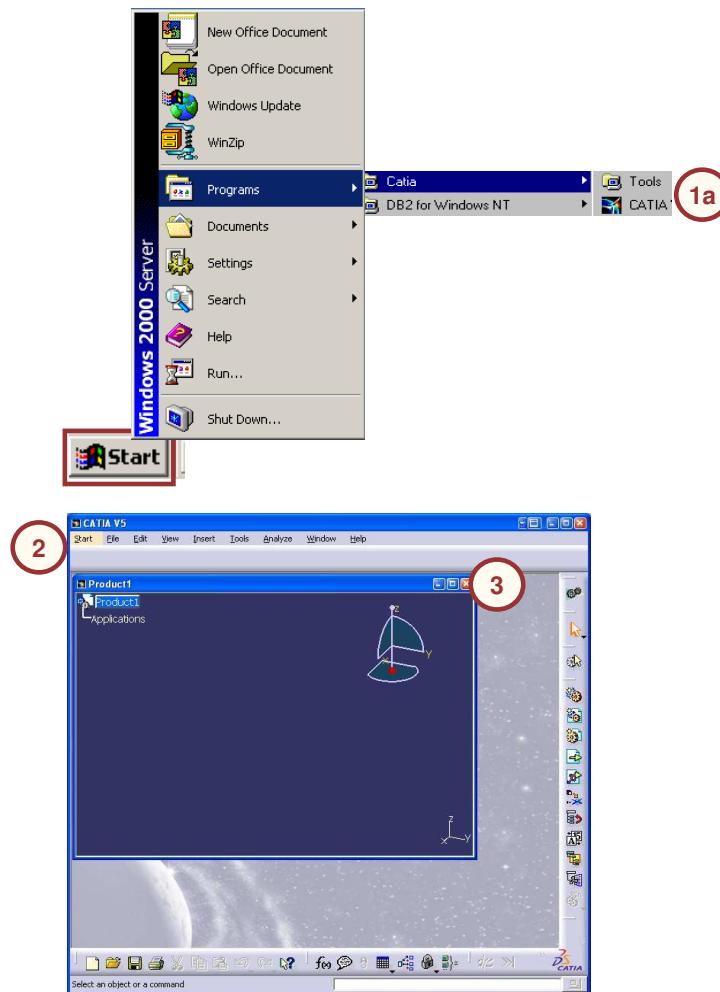 New Office Document
Open Office Document
Windows Update
WinZip
Programs
Catia
Tools
1a
DB2 for Windows NT
CATIA
Documents
Settings
Search
Help
Run...
Shut Down...
Windows 2000 Server
Start
CATIA V5
2
Start File Edit View Insert Tools Analyze Window Help
Product1
3
Product1
Applications
z
x
y
z
x
y
f(x)
CATIA
Select an object or a command